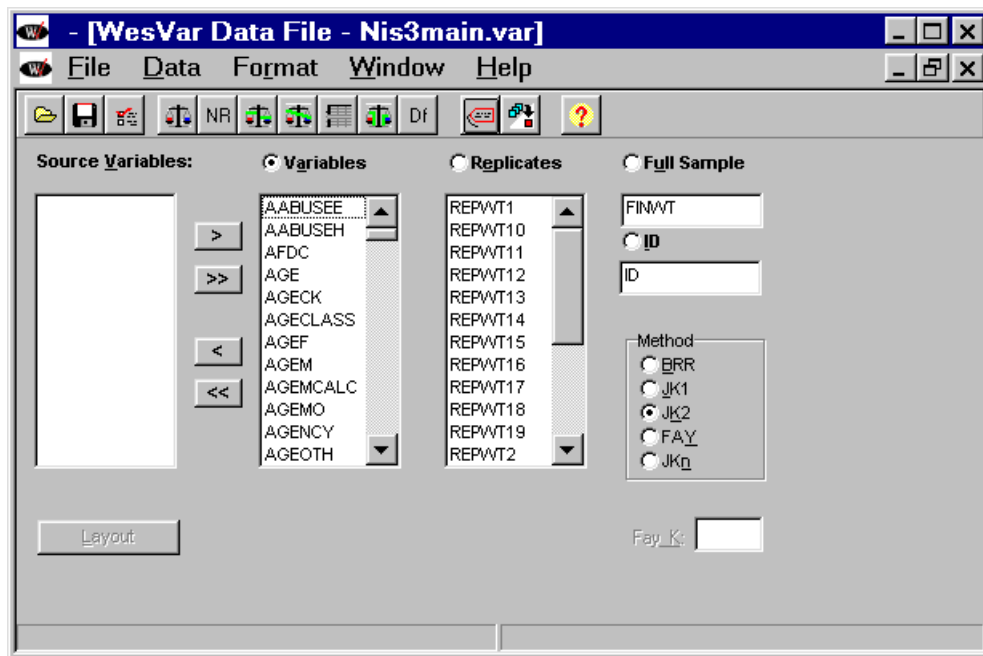 - [WesVar Data File - Nis3main.var]
File Data Format Window Help
NR Df ?
Source Variables: Variables Replicates Full Sample
> >> < <<
AABUSEE
AABUSEH
AFDC
AGE
AGECK
AGECLASS
AGEF
AGEM
AGEMCALC
AGEMO
AGENCY
AGEOTH
REPWT1
REPWT10
REPWT11
REPWT12
REPWT13
REPWT14
REPWT15
REPWT16
REPWT17
REPWT18
REPWT19
REPWT2
FINWT
ID
ID
Method
BRR
JK1
JK2
FAY
JKn
Layout
Fay_K: